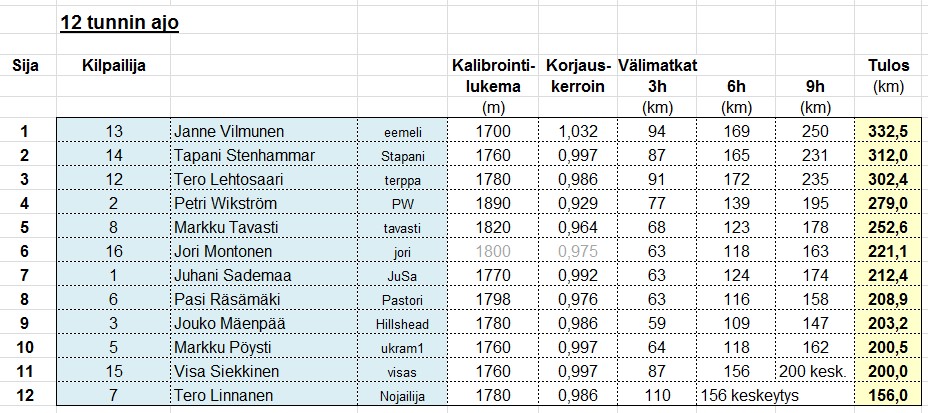 12 tunnin ajo
Sija Kilpailija Kalibrointi- Korjaus- Välimatkat Tulos
lukema kerroin 3h 6h 9h (km)
(m) (km) (km) (km)
1 13 Janne Vilmunen eemeli 1700 1,032 94 169 250 332,5
2 14 Tapani Stenhammar Stapani 1760 0,997 87 165 231 312,0
3 12 Tero Lehtosaari terppa 1780 0,986 91 172 235 302,4
4 2 Petri Wikström PW 1890 0,929 77 139 195 279,0
5 8 Markku Tavasti tavasti 1820 0,964 68 123 178 252,6
6 16 Jori Montonen jori 1800 0,975 63 118 163 221,1
7 1 Juhani Sademaa JuSa 1770 0,992 63 124 174 212,4
8 6 Pasi Räsämäki Pastori 1798 0,976 63 116 158 208,9
9 3 Jouko Mäenpää Hillshead 1780 0,986 59 109 147 203,2
10 5 Markku Pöysti ukram1 1760 0,997 64 118 162 200,5
11 15 Visa Siekkinen visas 1760 0,997 87 156 200 kesk. 200,0
12 7 Tero Linnanen Nojailija 1780 0,986 110 156 keskeytys 156,0